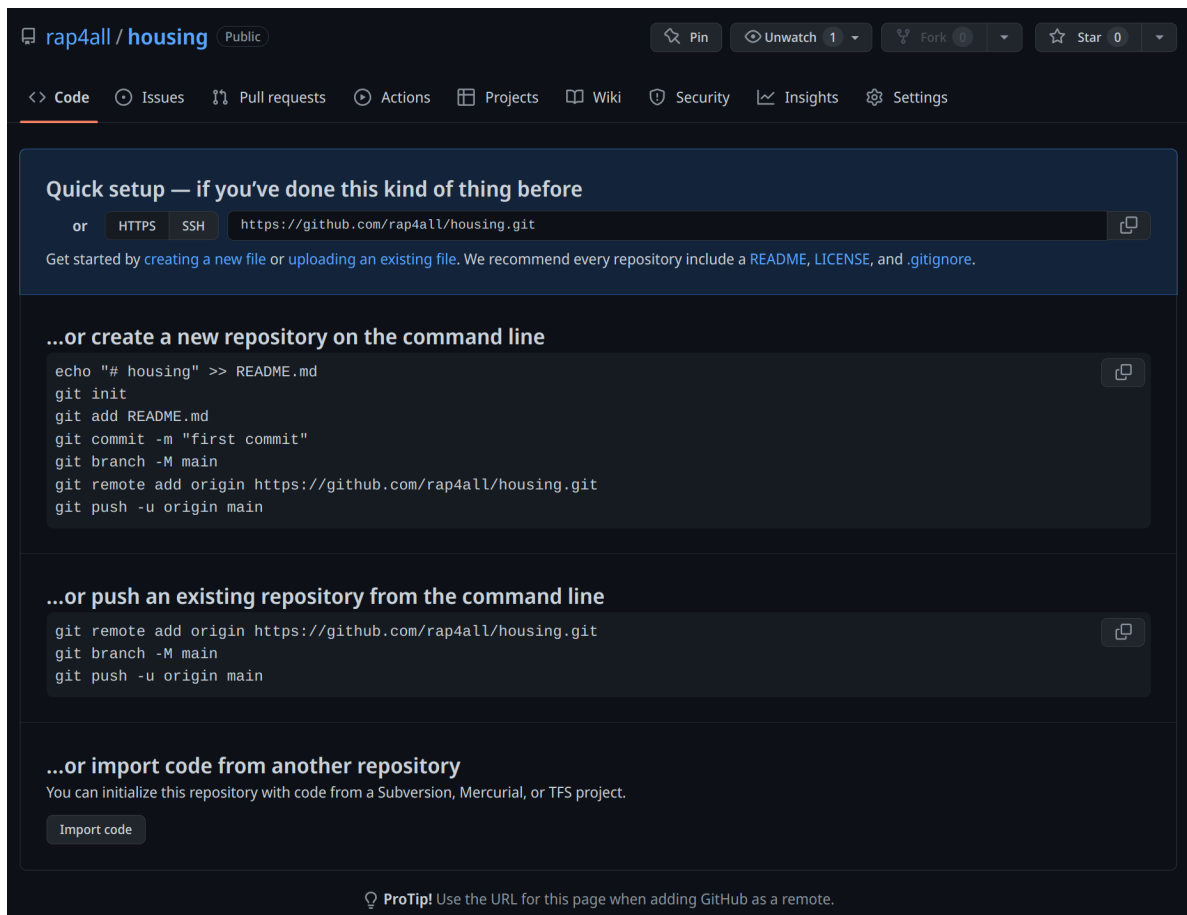 rap4all / housing Public
Pin
Unwatch 1
Fork 0
Star 0
Code Issues Pull requests Actions Projects Wiki Security Insights Settings
Quick setup — if you’ve done this kind of thing before
or HTTPS SSH https://github.com/rap4all/housing.git
Get started by creating a new file or uploading an existing file. We recommend every repository include a README, LICENSE, and .gitignore.
…or create a new repository on the command line
echo "# housing" >> README.md
git init
git add README.md
git commit -m "first commit"
git branch -M main
git remote add origin https://github.com/rap4all/housing.git
git push -u origin main
…or push an existing repository from the command line
git remote add origin https://github.com/rap4all/housing.git
git branch -M main
git push -u origin main
…or import code from another repository
You can initialize this repository with code from a Subversion, Mercurial, or TFS project.
Import code
ProTip! Use the URL for this page when adding GitHub as a remote.